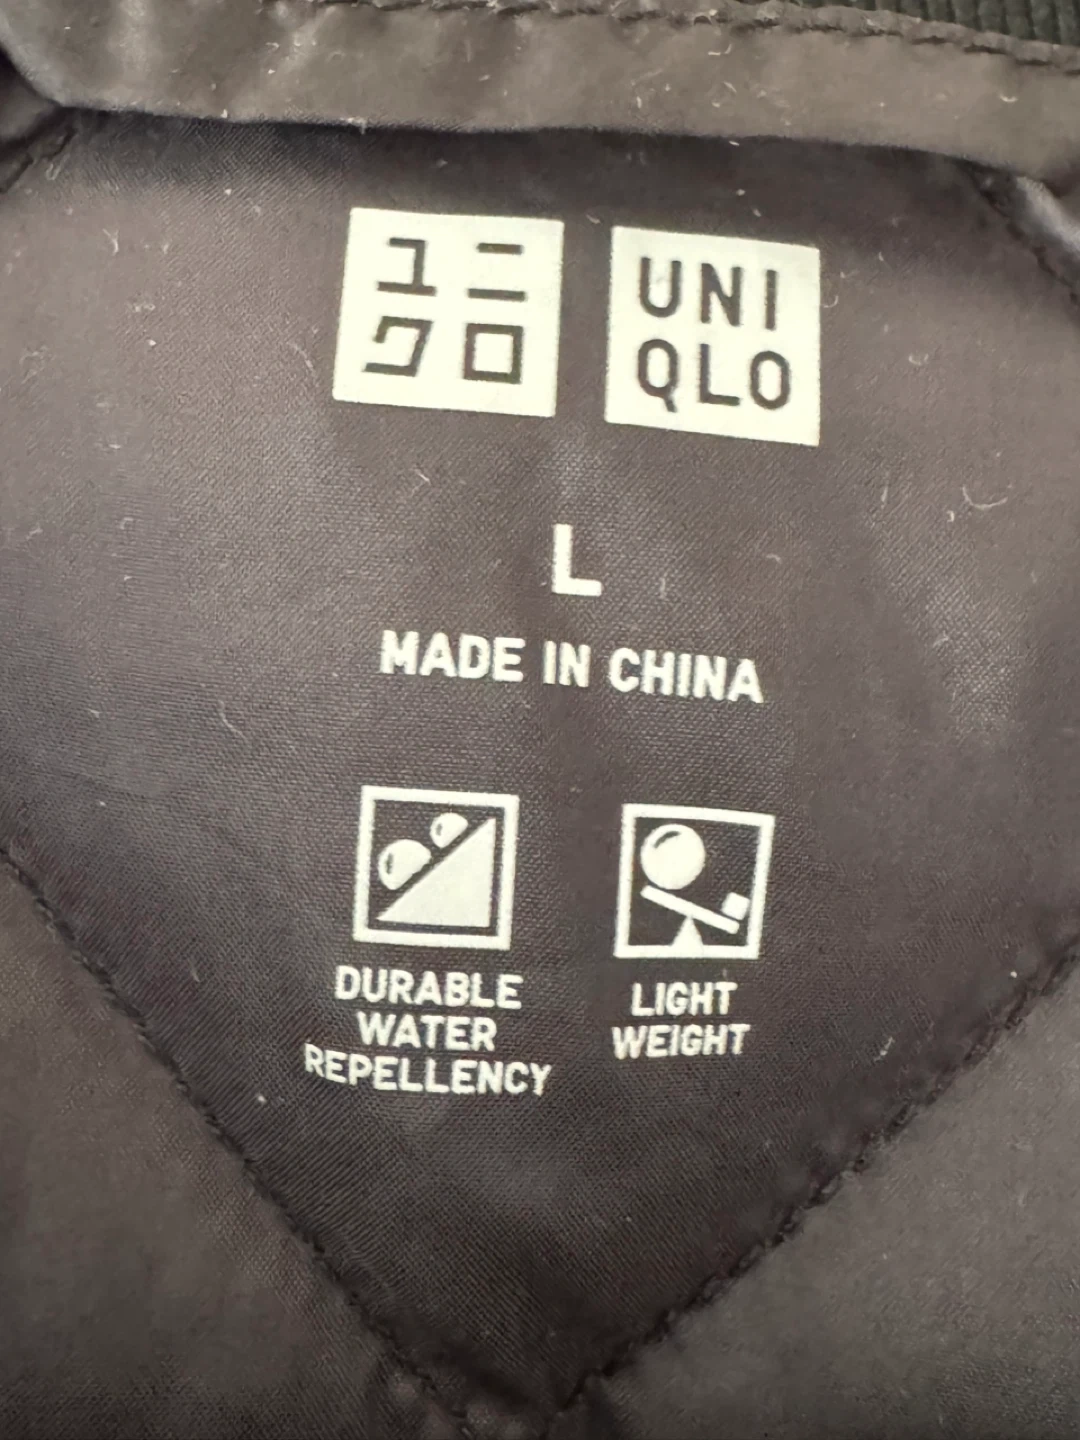 ユニ
クロ
UNI
QLO
L
MADE IN CHINA
DURABLE
WATER
REPELLENCY
LIGHT
WEIGHT